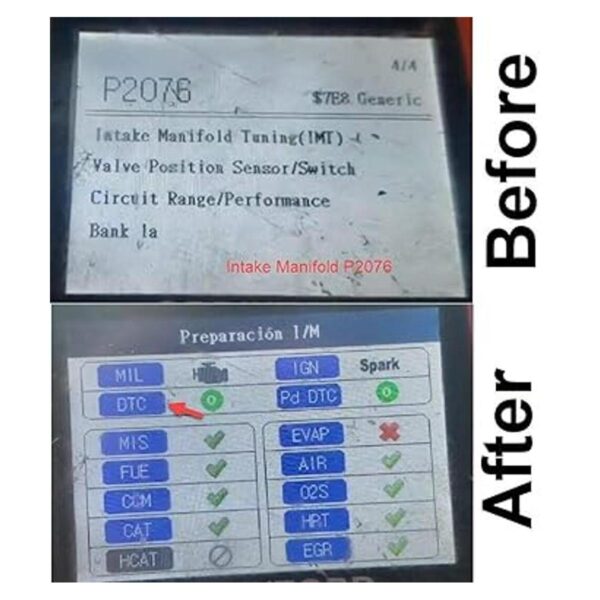 4/4
P2076
$7E8 Generic
Intake Manifold Tuning(IMT)
Valve Position Sensor/Switch
Circuit Range/Performance
Bank 1a
Intake Manifold P2076
Before
Preparación I/M
MIL IGN Spark
DTC 0 Pd DTC 0
MIS EVAP
FUE AIR
CCM O2S
CAT HRT
HCAT EGR
After